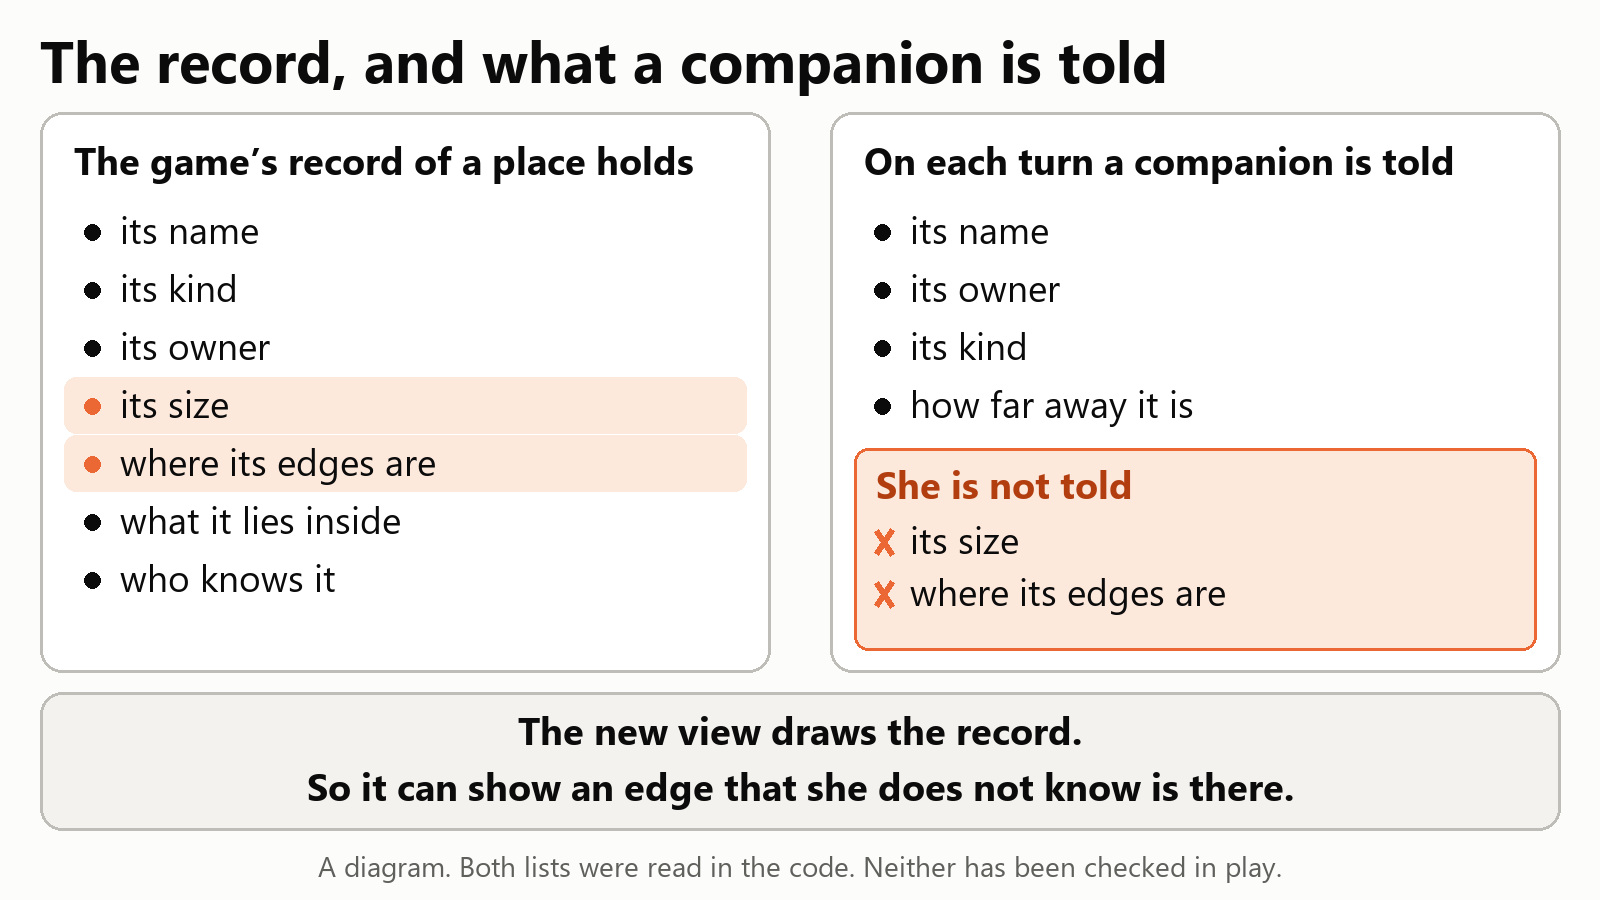 The record, and what a companion is told
The game’s record of a place holds
its name
its kind
its owner
its size
where its edges are
what it lies inside
who knows it
On each turn a companion is told
its name
its owner
its kind
how far away it is
She is not told
its size
where its edges are
The new view draws the record.
So it can show an edge that she does not know is there.
A diagram. Both lists were read in the code. Neither has been checked in play.